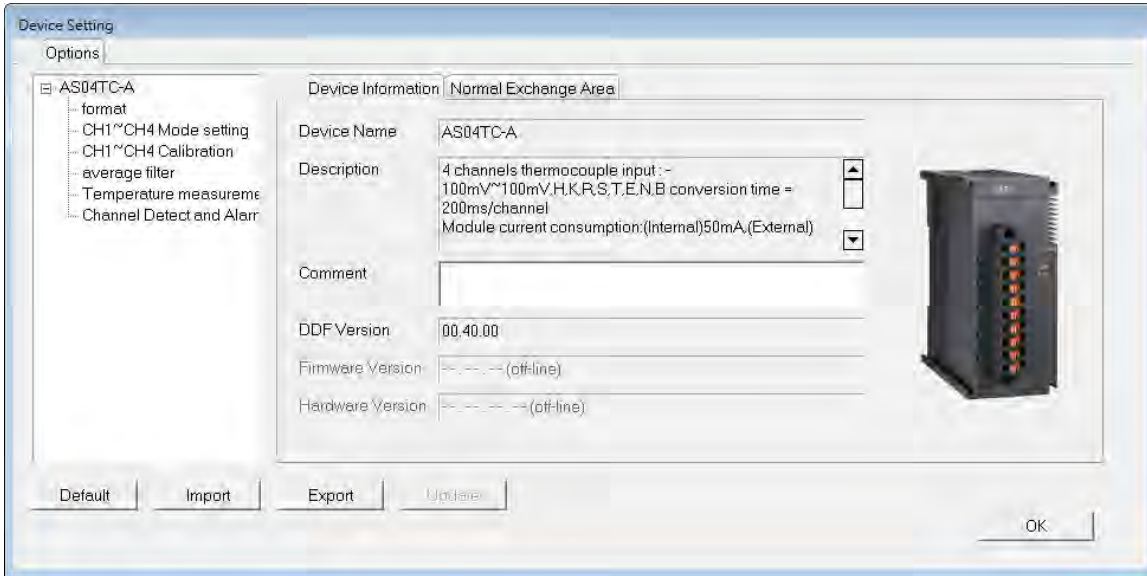 Device Setting
Options
AS04TC-A
format
CH1~CH4 Mode setting
CH1~CH4 Calibration
average filter
Temperature measureme
Channel Detect and Alarr
Device Information
Normal Exchange Area
Device Name
AS04TC-A
Description
4 channels thermocouple input : -
100mV~100mV,H,K,R,S,T,E,N,B conversion time =
200ms/channel
Module current consumption:(Internal)50mA,(External)
Comment
DDF Version
00.40.00
Firmware Version
--. --. -- (off-line)
Hardware Version
--. --. --. -- (off-line)
Default
Import
Export
Update
OK